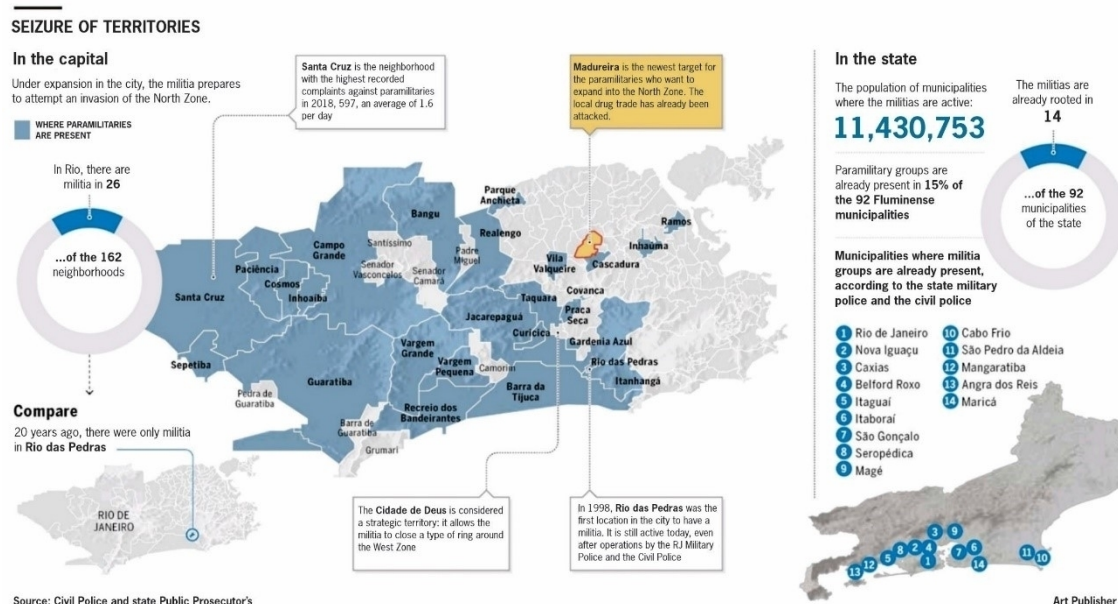 SEIZURE OF TERRITORIES
In the capital
Under expansion in the city, the militia prepares
to attempt an invasion of the North Zone.
WHERE PARAMILITARIES
ARE PRESENT
In Rio, there are
militia in 26
...of the 162
neighborhoods
Compare
20 years ago, there were only militia
in Rio das Pedras
RIO DE
JANEIRO
Santa Cruz is the neighborhood
with the highest recorded
complaints against paramilitaries
in 2018, 597, an average of 1.6
per day
Madureira is the newest target for
the paramilitaries who want to
expand into the North Zone. The
local drug trade has already been
attacked.
Parque
Anchieta
Bangu
Realengo
Ramos
Inhaúma
Campo
Grande
Santíssimo
Padre
Miguel
Senador
Vasconcelos
Senador
Camará
Vila
Valqueire
Cascadura
Paciência
Cosmos
Inhoaíba
Santa Cruz
Covanca
Taquara
Praca
Seca
Jacarepaguá
Curicica
Gardenia Azul
Vargem
Grande
Vargem
Pequena
Camorim
Rio das Pedras
Itanhangá
Sepetiba
Guaratiba
Barra da
Tijuca
Pedra de
Guaratiba
Recreio dos
Bandeirantes
Barra de
Guaratiba
Grumari
The Cidade de Deus is considered
a strategic territory: it allows the
militia to close a type of ring around
the West Zone
In 1998, Rio das Pedras was the
first location in the city to have a
militia. It is still active today, even
after operations by the RJ Military
Police and the Civil Police
In the state
The population of municipalities
where the militias are active:
11,430,753
Paramilitary groups are
already present in 15% of
the 92 Fluminense
municipalities
The militias are
already rooted in
14
...of the 92
municipalities
of the state
Municipalities where militia
groups are already present,
according to the state military
police and the civil police
1 Rio de Janeiro
2 Nova Iguaçu
3 Caxias
4 Belford Roxo
5 Itaguaí
6 Itaboraí
7 São Gonçalo
8 Seropédica
9 Magé
10 Cabo Frio
11 São Pedro da Aldeia
12 Mangaratiba
13 Angra dos Reis
14 Maricá
3 9
5 8 2 4 7 6 11 10
13 12 1 14
Source: Civil Police and state Public Prosecutor's
Art Publisher